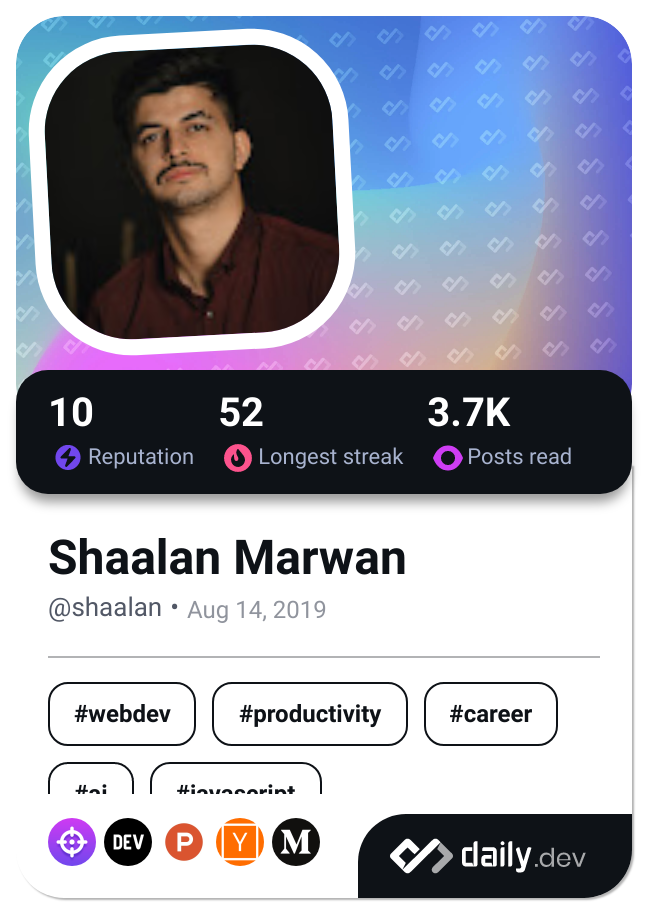 10 52 3.7K
Reputation Longest streak Posts read
Shaalan Marwan
@shaalan • Aug 14, 2019
#webdev #productivity #career
#ai #javascript
DEV P Y M daily.dev